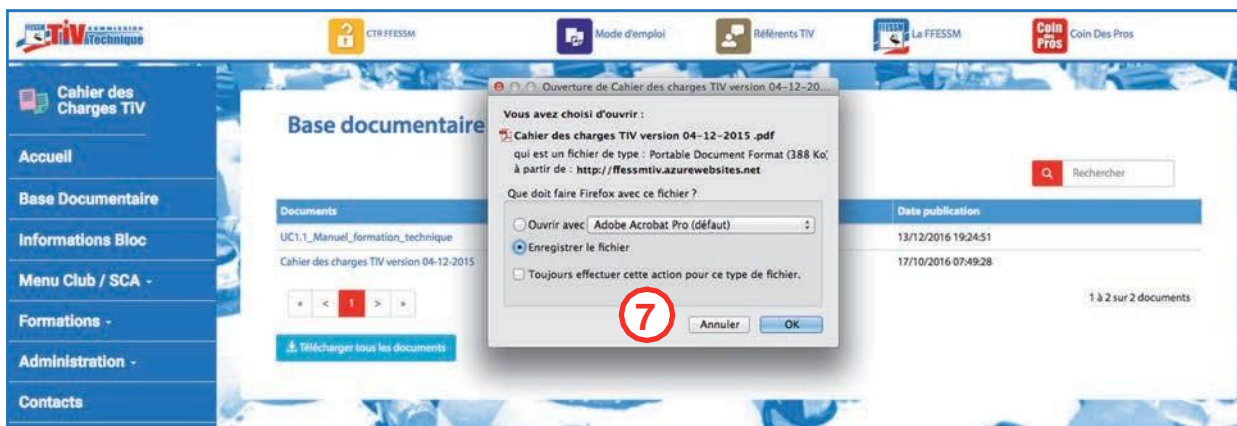 FFESSM TiV COMMISSION Technique
CTR FFESSM
Mode d'emploi
Référents TIV
FFESSM
La FFESSM
Coin des Pros
Coin Des Pros
Cahier des
Charges TIV
Accueil
Base Documentaire
Informations Bloc
Menu Club / SCA -
Formations -
Administration -
Contacts
Base documentaire
Rechercher
Documents
Date publication
UC1.1_Manuel_formation_technique
13/12/2016 19:24:51
Cahier des charges TIV version 04-12-2015
17/10/2016 07:49:28
« < 1 > »
1 à 2 sur 2 documents
Télécharger tous les documents
Ouverture de Cahier des charges TIV version 04-12-20...
Vous avez choisi d'ouvrir :
Cahier des charges TIV version 04-12-2015 .pdf
qui est un fichier de type : Portable Document Format (388 Ko)
à partir de : http://ffessmtiv.azurewebsites.net
Que doit faire Firefox avec ce fichier ?
Ouvrir avec Adobe Acrobat Pro (défaut)
Enregistrer le fichier
Toujours effectuer cette action pour ce type de fichier.
7
Annuler OK